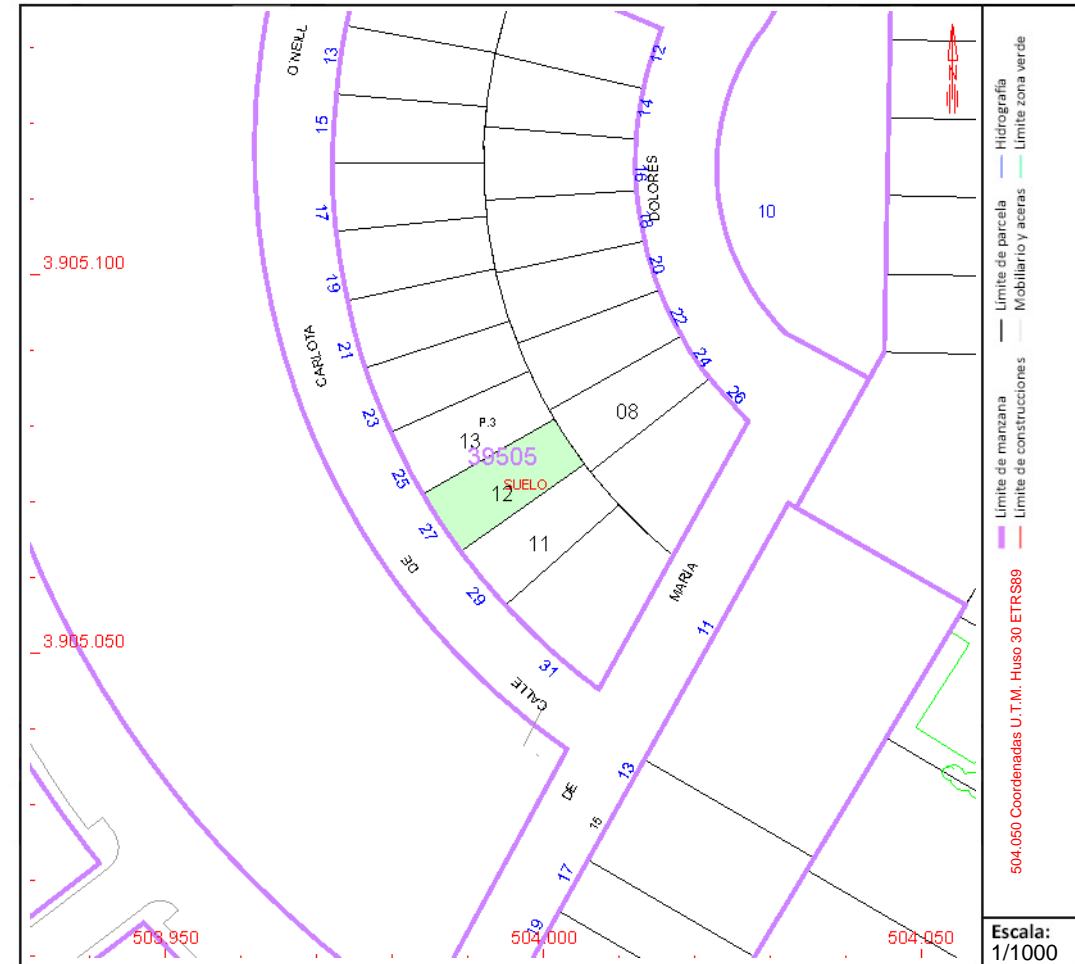 O'NEILL
13
15
17
19
21
23
25
27
29
31
CARLOTA
DE
CALLE
12
14
16
DOLORES
18
20
22
24
26
10
08
P.3
13
39505
SUELO
12
11
MARIA
11
13
DE
15
17
19
3.905.100
3.905.050
503.950
504.000
504.050
N
Hidrografía
Límite zona verde
Límite de parcela
Mobiliario y aceras
Límite de manzana
Límite de construcciones
504.050 Coordenadas U.T.M. Huso 30 ETRS89
Escala:
1/1000